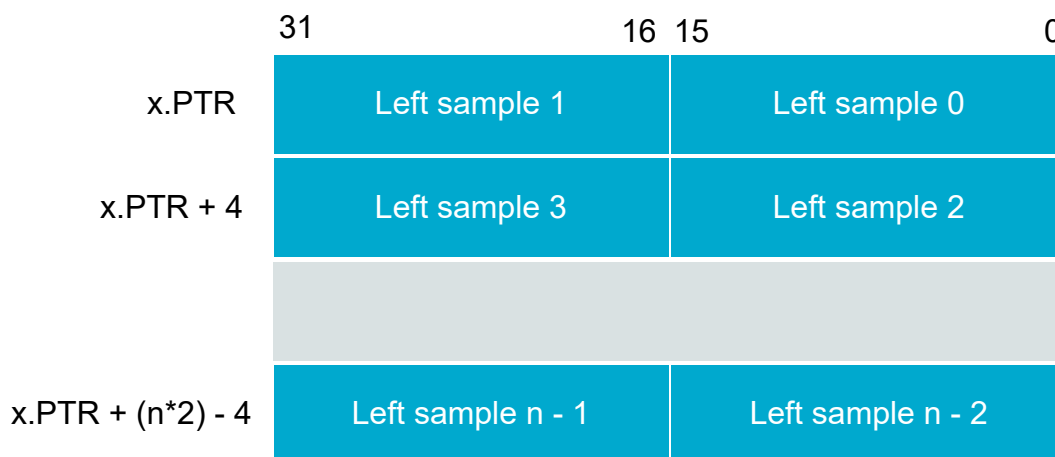 31 16 15 0
x.PTR Left sample 1 Left sample 0
x.PTR + 4 Left sample 3 Left sample 2
x.PTR + (n*2) - 4 Left sample n - 1 Left sample n - 2